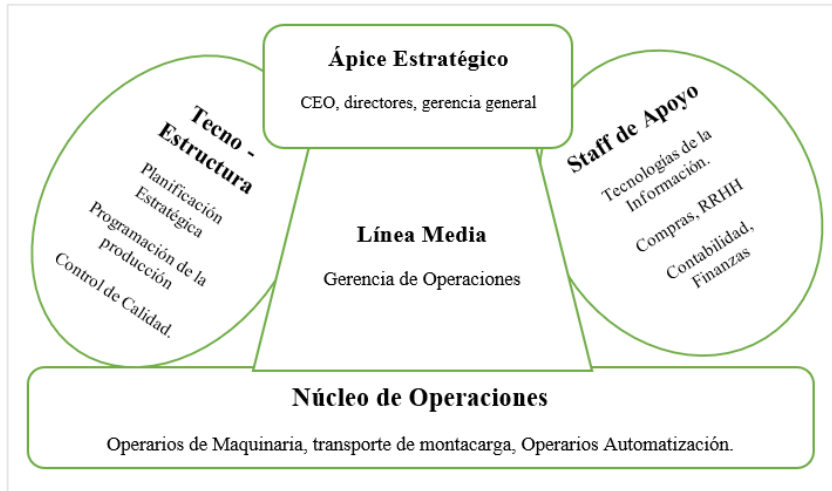 Ápice Estratégico
CEO, directores, gerencia general
Tecno -
Estructura
Planificación
Estratégica
Programación de la
producción
Control de Calidad.
Línea Media
Gerencia de Operaciones
Staff de Apoyo
Tecnologías de la
Información.
Compras, RRHH
Contabilidad,
Finanzas
Núcleo de Operaciones
Operarios de Maquinaria, transporte de montacarga, Operarios Automatización.